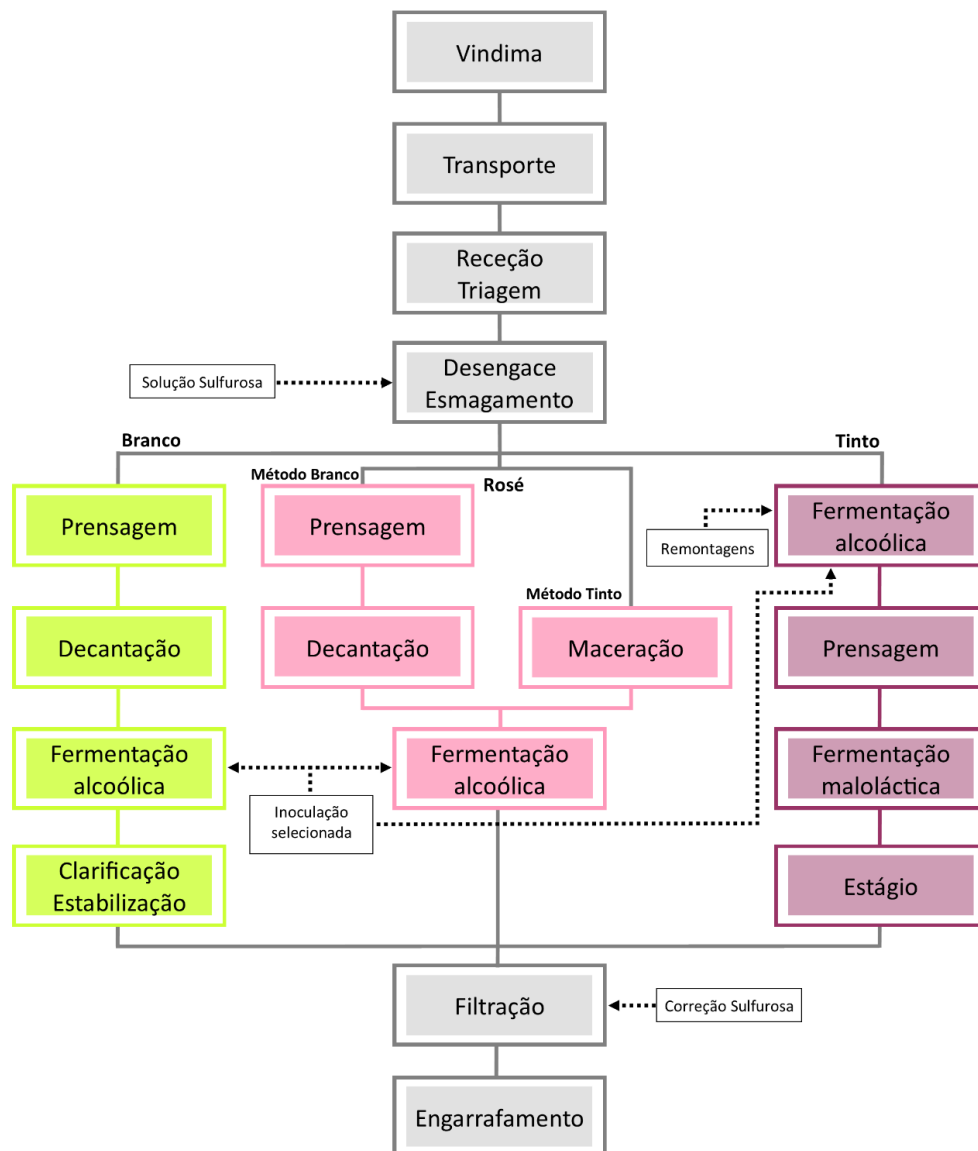 Vindima
Transporte
Receção
Triagem
Desengace
Esmagamento
Solução Sulfurosa
Branco
Tinto
Método Branco
Rosé
Prensagem
Prensagem
Fermentação
alcoólica
Remontagens
Método Tinto
Decantação
Decantação
Maceração
Prensagem
Fermentação
alcoólica
Fermentação
alcoólica
Fermentação
maloláctica
Inoculação
selecionada
Clarificação
Estabilização
Estágio
Filtração
Correção Sulfurosa
Engarrafamento